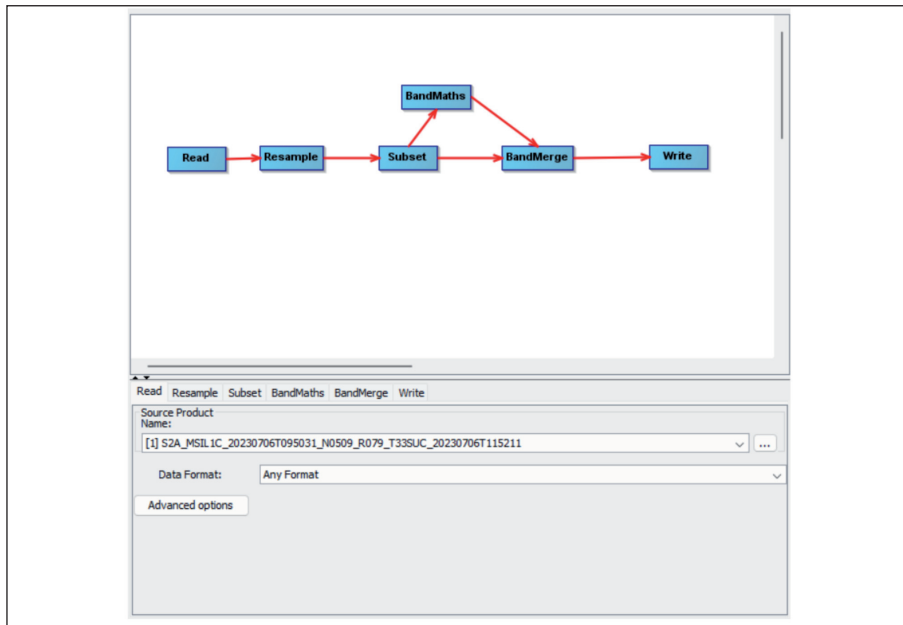 BandMaths
Read
Resample
Subset
BandMerge
Write
Read Resample Subset BandMaths BandMerge Write
Source Product
Name:
[1] S2A_MSIL1C_20230706T095031_N0509_R079_T33SUC_20230706T115211
...
Data Format:
Any Format
Advanced options